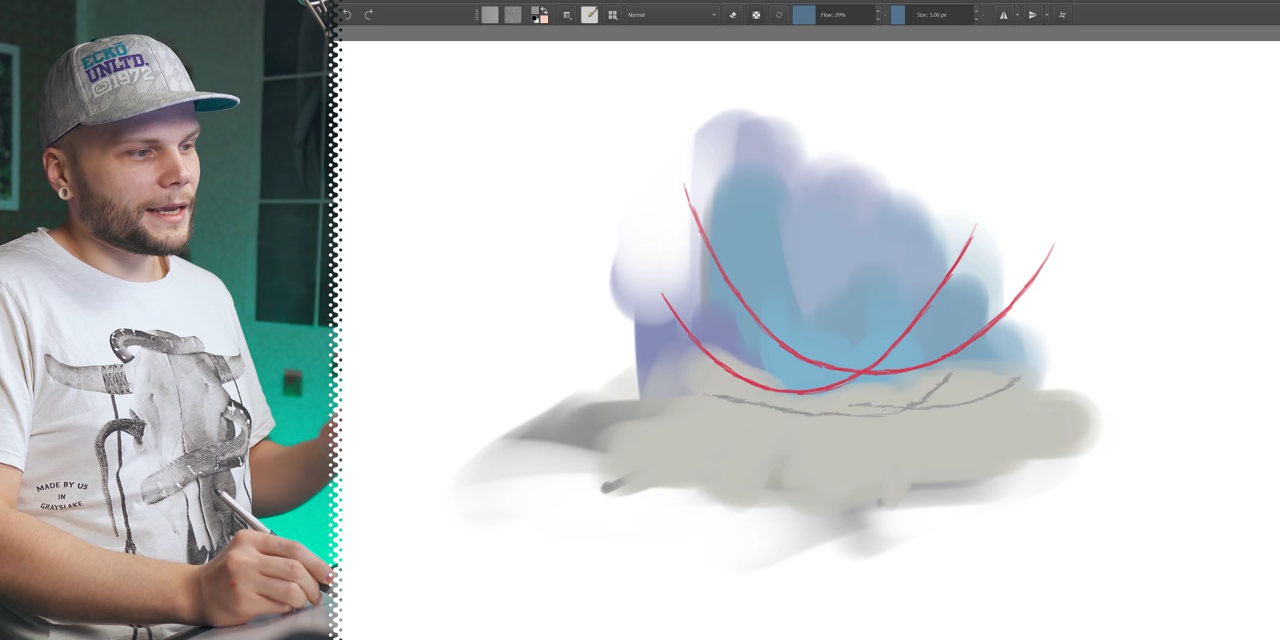 Normal
Flow: 29%
Size: 5.00 px
ECKO
UNLTD.
©1972
MADE BY US
IN
GRAYSLAKE